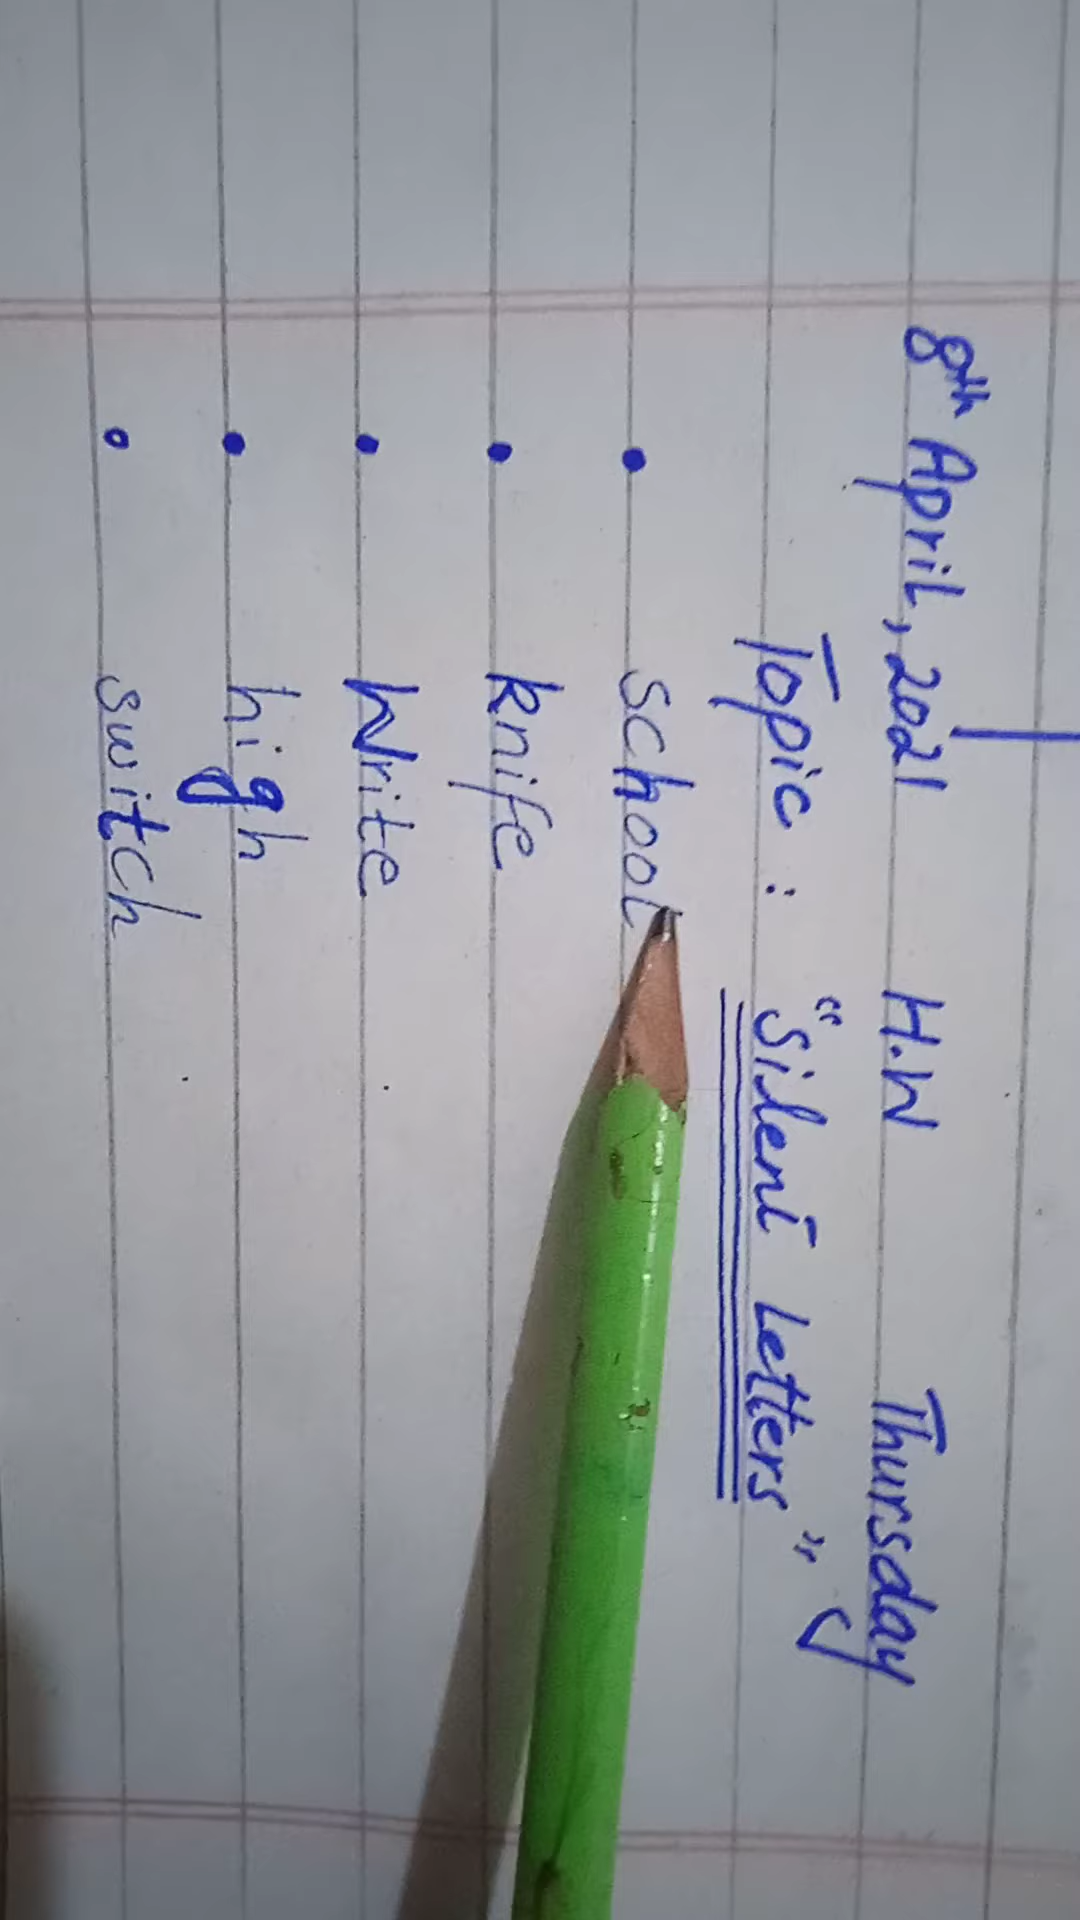 8th April, 2021 H.W Thursday
Topic : "Silent Letters"
• school
• knife
• Write
• high
• switch